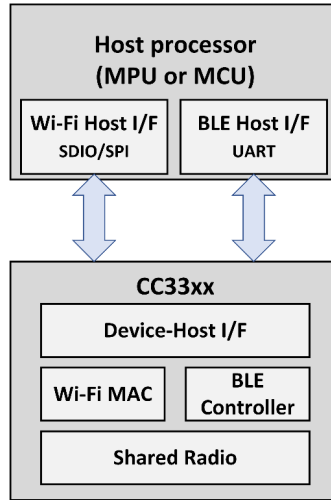 Host processor
(MPU or MCU)
Wi-Fi Host I/F
SDIO/SPI
BLE Host I/F
UART
CC33xx
Device-Host I/F
Wi-Fi MAC
BLE
Controller
Shared Radio